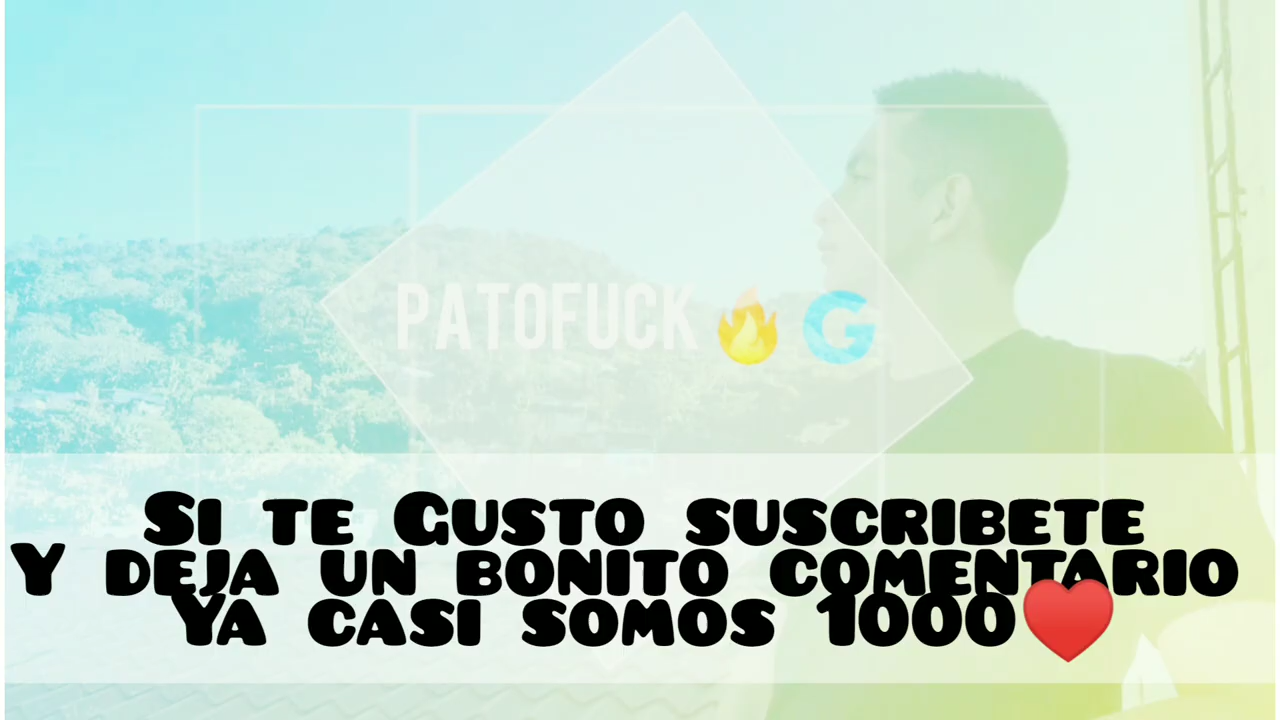 PATOFUCK🔥G
Si te Gusto suscribete
Y deja un bonito comentario
Ya casi somos 1000♥️